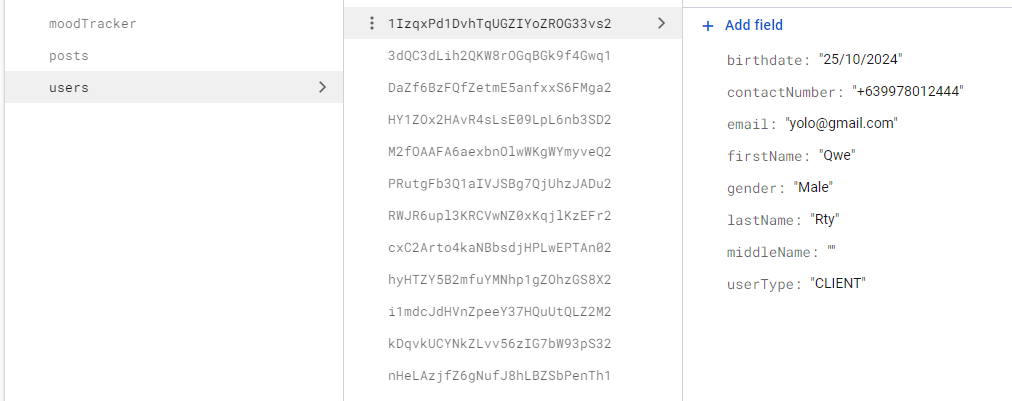 moodTracker
posts
users
1IzqxPd1DvhTqUGZIYoZROG33vs2
3dQC3dLih2QKW8rOGqBGk9f4Gwq1
DaZf6BzFQfZetmE5anfxxS6FMga2
HY1ZOx2HAvR4sLsE09LpL6nb3SD2
M2fOAAFA6aexbnOlwWKgWYmyveQ2
PRutgFb3Q1aIVJSBg7QjUhzJADu2
RWJR6upl3KRCVwNZ0xKqjlKzEFr2
cxC2Arto4kaNBbsdjHPLwEPTAn02
hyHTZY5B2mfuYMNhp1gZOhzGS8X2
i1mdcJdHVnZpeeY37HQuUtQLZ2M2
kDqvkUCYNkZLvv56zIG7bW93pS32
nHeLAzjfZ6gNufJ8hLBZSbPenTh1
+ Add field
birthdate: "25/10/2024"
contactNumber: "+639978012444"
email: "yolo@gmail.com"
firstName: "Qwe"
gender: "Male"
lastName: "Rty"
middleName: ""
userType: "CLIENT"